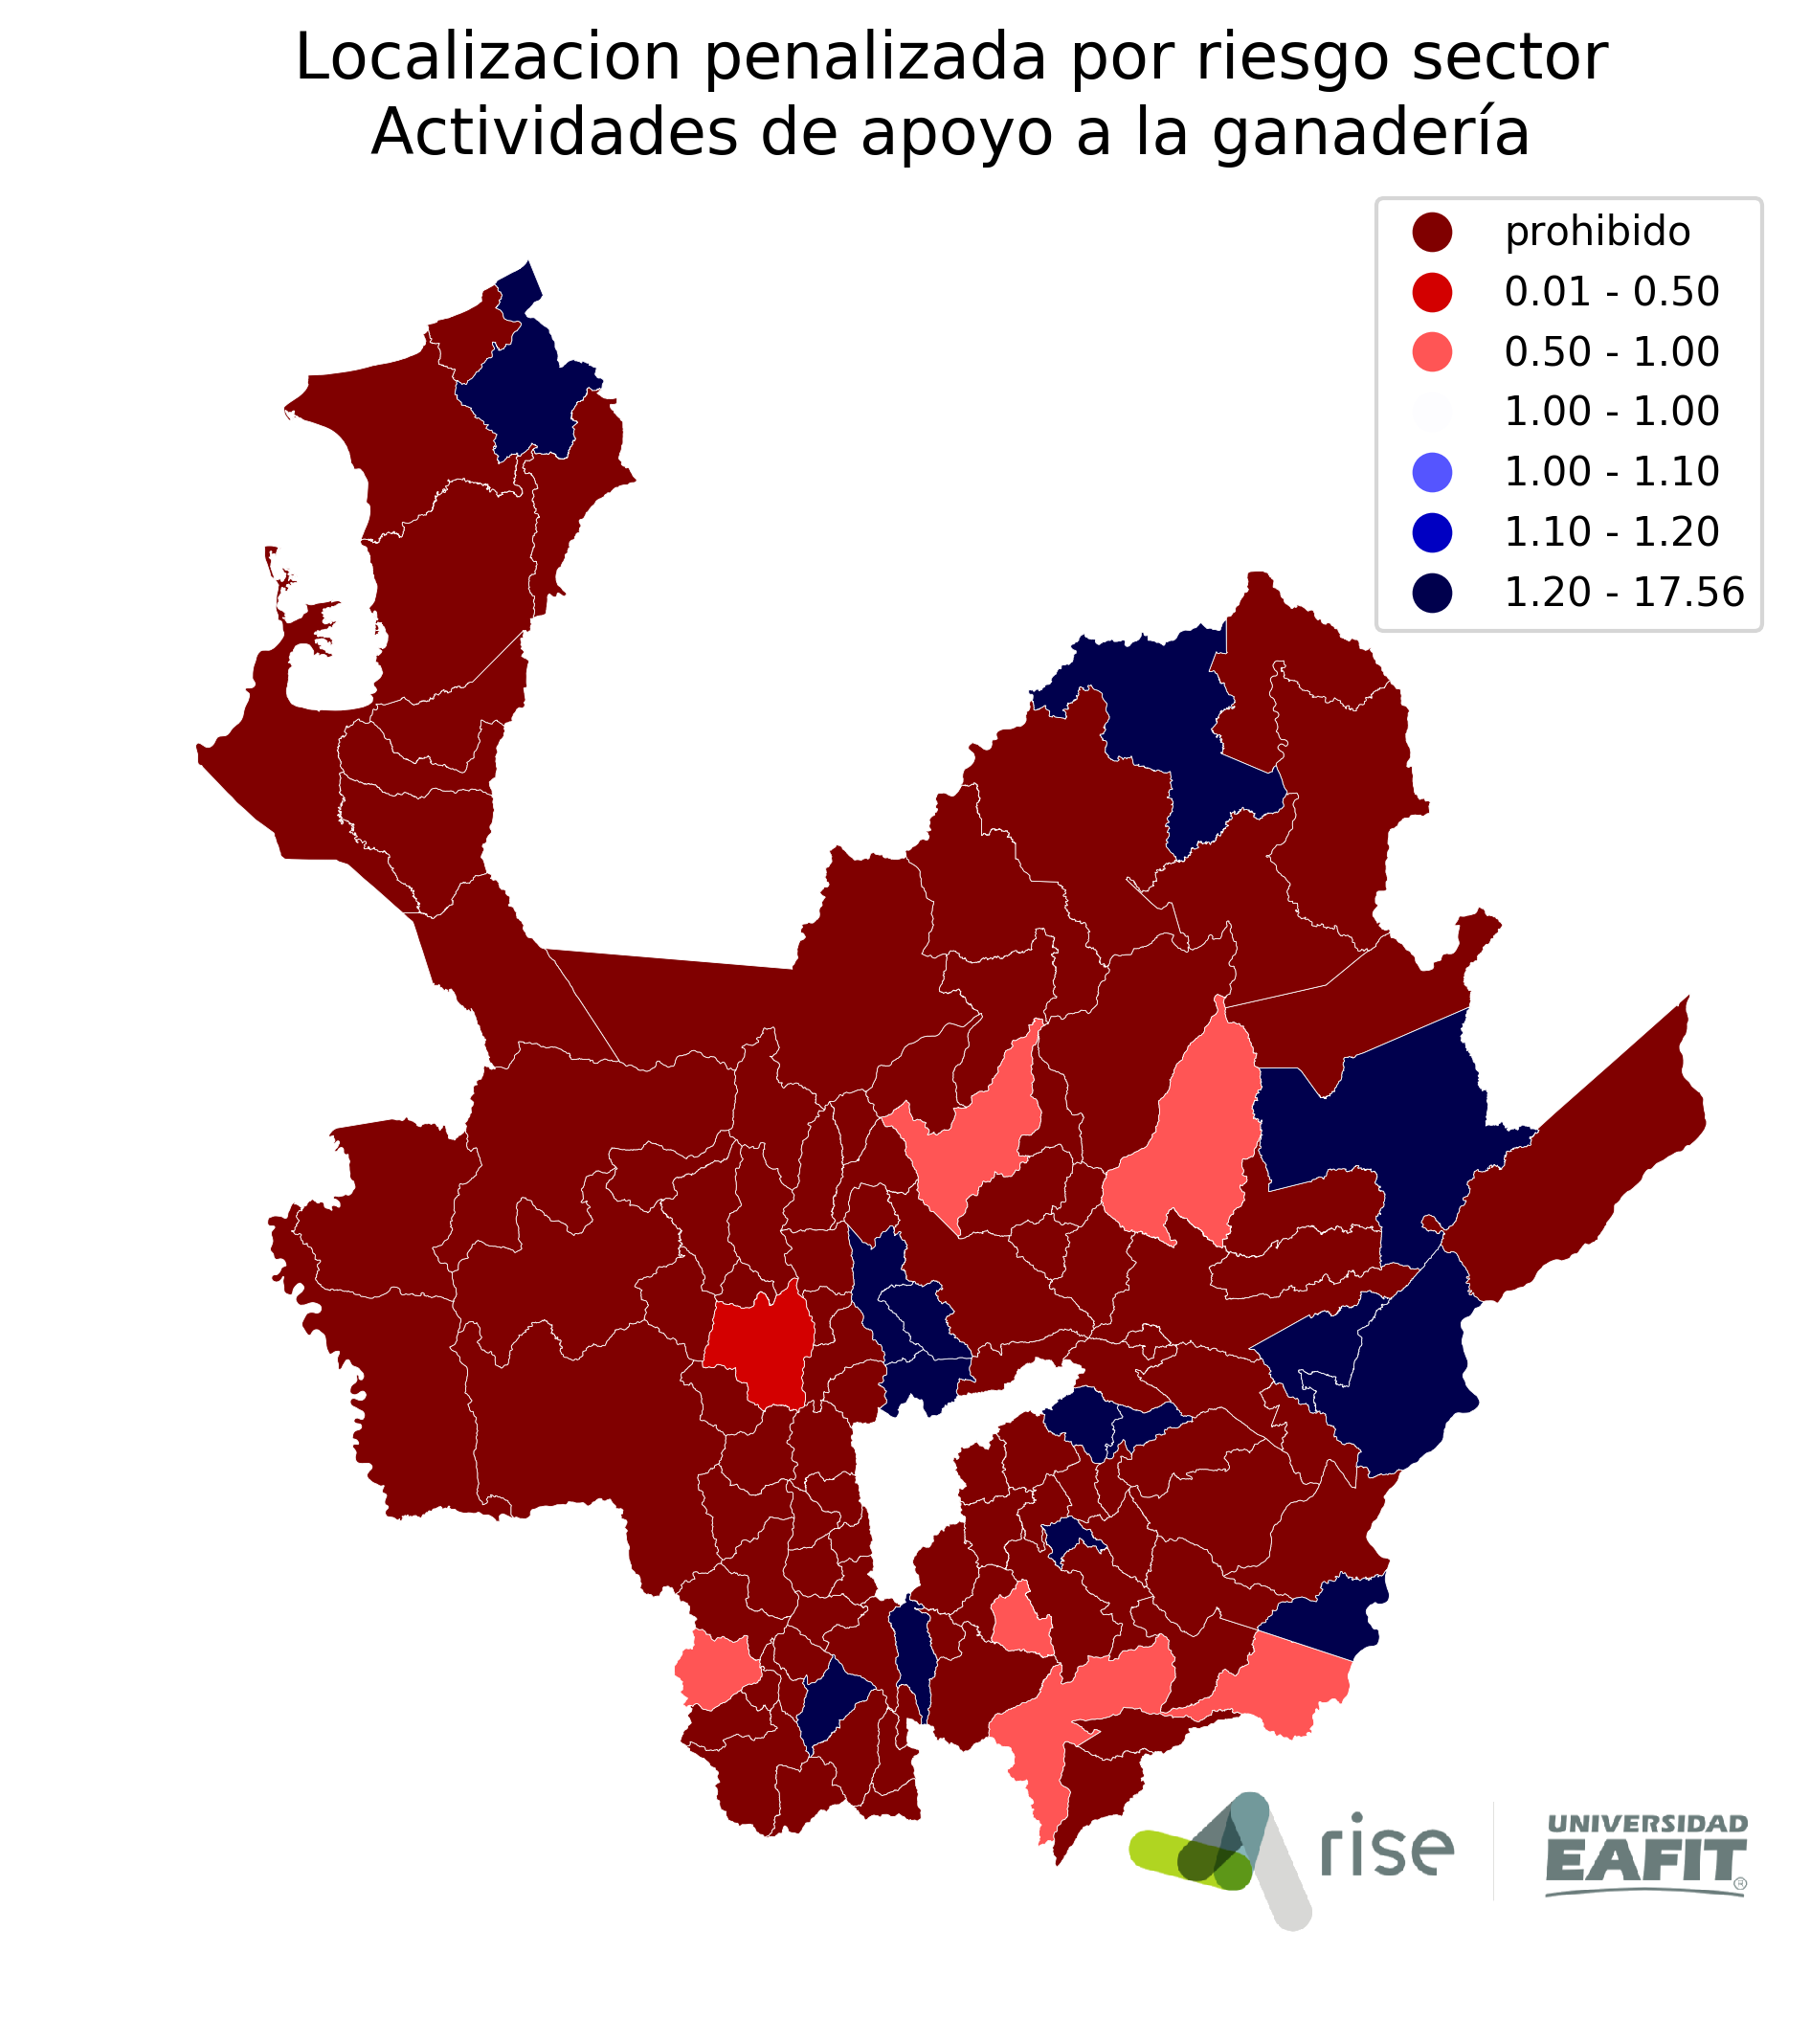 Localizacion penalizada por riesgo sector
Actividades de apoyo a la ganadería
prohibido
0.01 - 0.50
0.50 - 1.00
1.00 - 1.00
1.00 - 1.10
1.10 - 1.20
1.20 - 17.56
rise
UNIVERSIDAD
EAFIT®